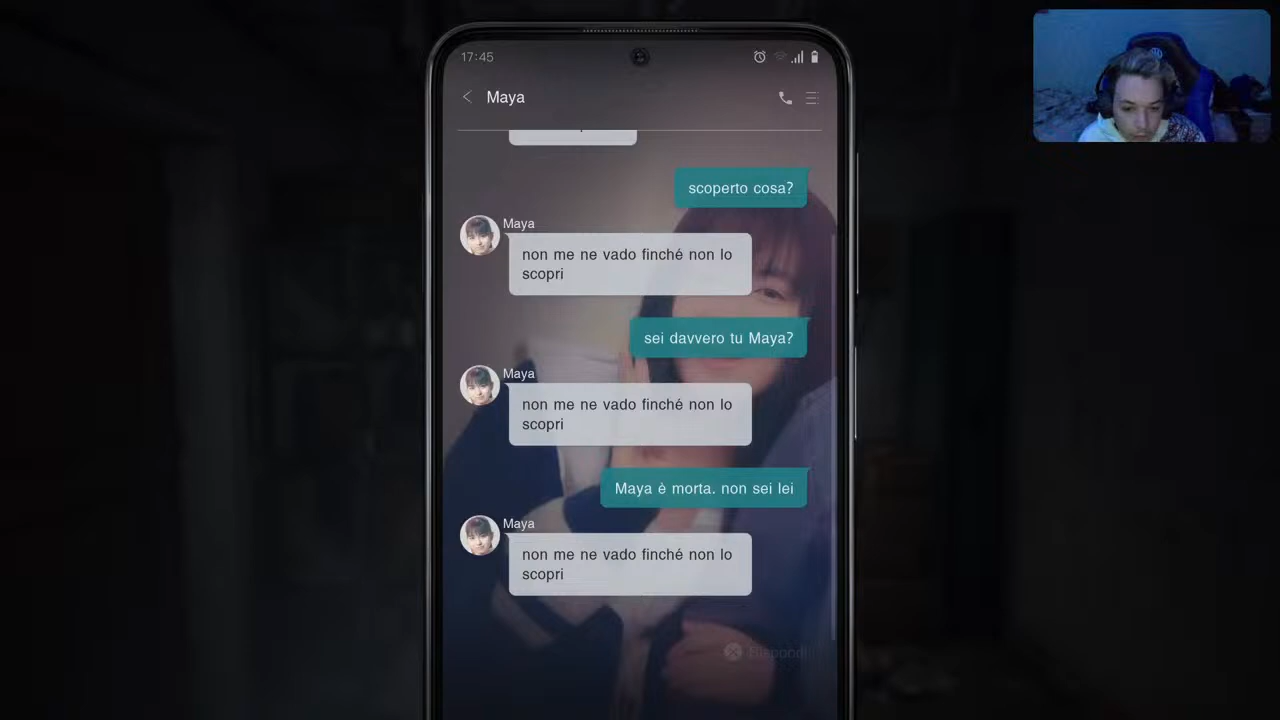 17:45
Maya
scoperto cosa?
Maya
non me ne vado finché non lo
scopri
sei davvero tu Maya?
Maya
non me ne vado finché non lo
scopri
Maya è morta. non sei lei
Maya
non me ne vado finché non lo
scopri
Rispondi